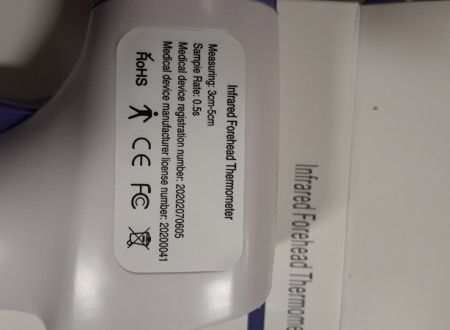 Infrared Forehead Thermometer
Measuring: 3cm-5cm
Sample Rate: 0.5s
Medical device registration number: 20202070605
Medical device manufacturer license number: 20200041
RoHS CE FC
Infrared Forehead Thermome